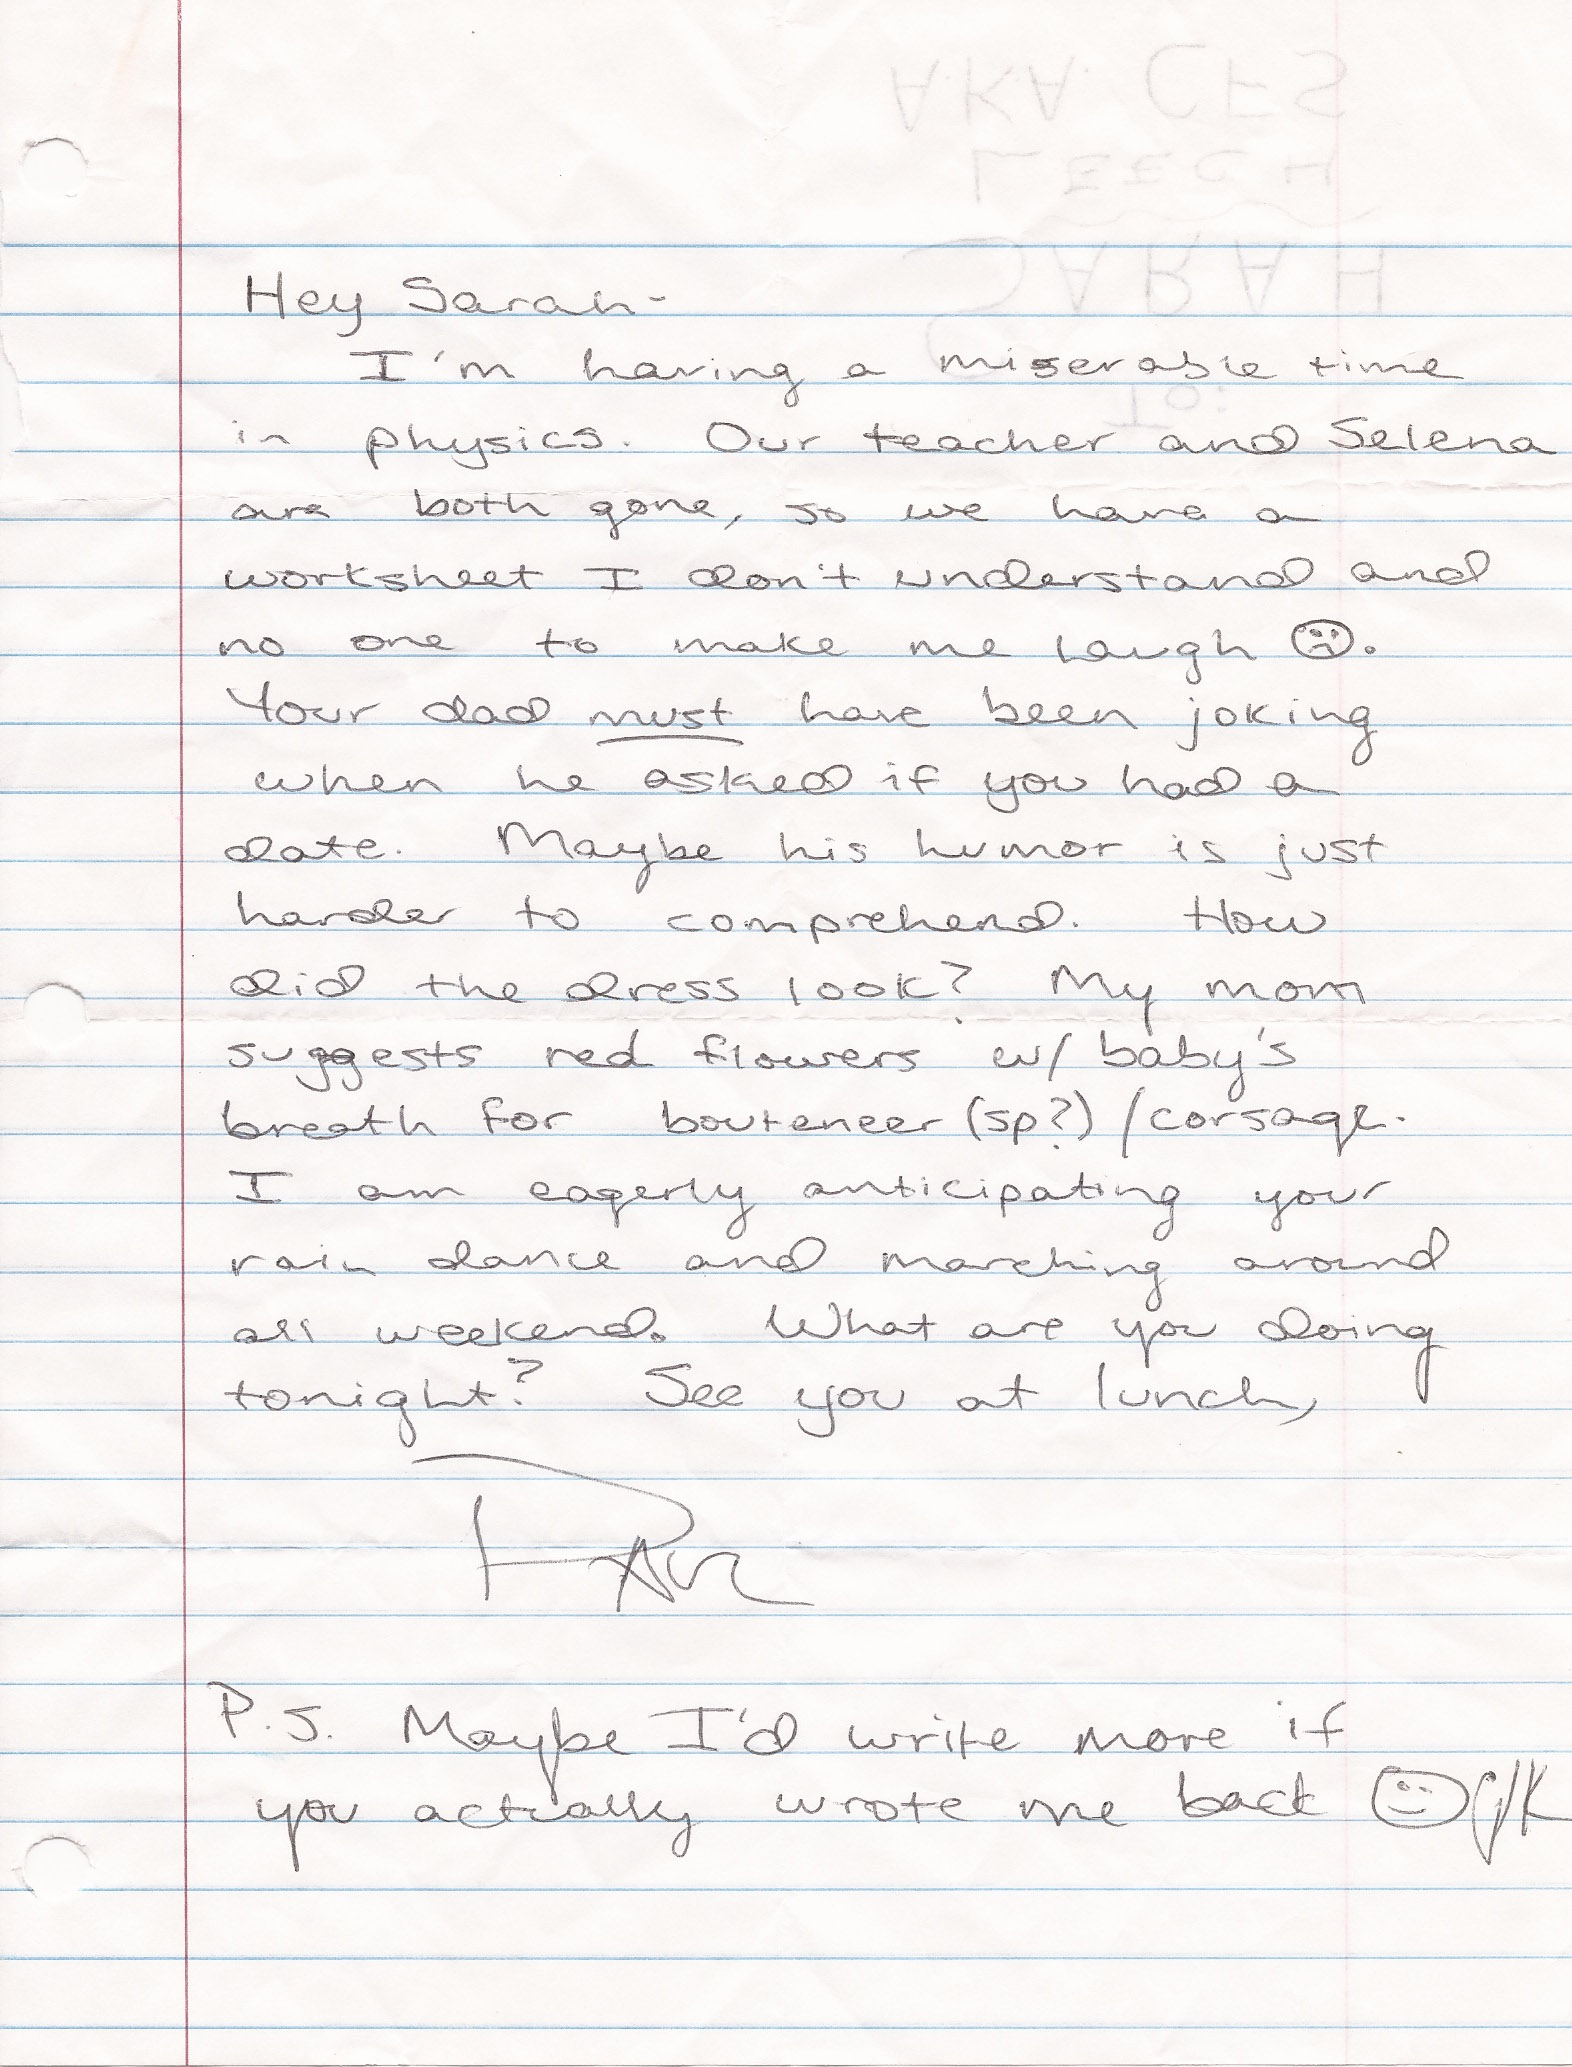 A.K.A. CFS
LEECH
SARAH
To:
Hey Sarah-
I'm having a miserable time
in physics. Our teacher and Selena
are both gone, so we have a
worksheet I don't understand and
no one to make me laugh ☹.
Your dad must have been joking
when he asked if you had a
date. Maybe his humor is just
harder to comprehend. How
did the dress look? My mom
suggests red flowers w/ baby's
breath for bouteneer (sp?) / corsage.
I am eagerly anticipating your
rain dance and marching around
all weekend. What are you doing
tonight? See you at lunch,
P.S. Maybe I'd write more if
you actually wrote me back ☺ (j/k